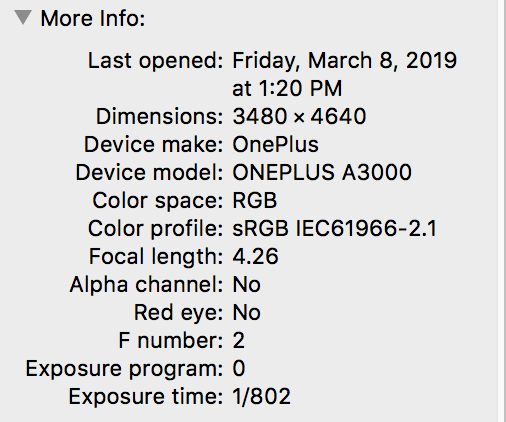 More Info:
Last opened: Friday, March 8, 2019
at 1:20 PM
Dimensions: 3480 × 4640
Device make: OnePlus
Device model: ONEPLUS A3000
Color space: RGB
Color profile: sRGB IEC61966-2.1
Focal length: 4.26
Alpha channel: No
Red eye: No
F number: 2
Exposure program: 0
Exposure time: 1/802